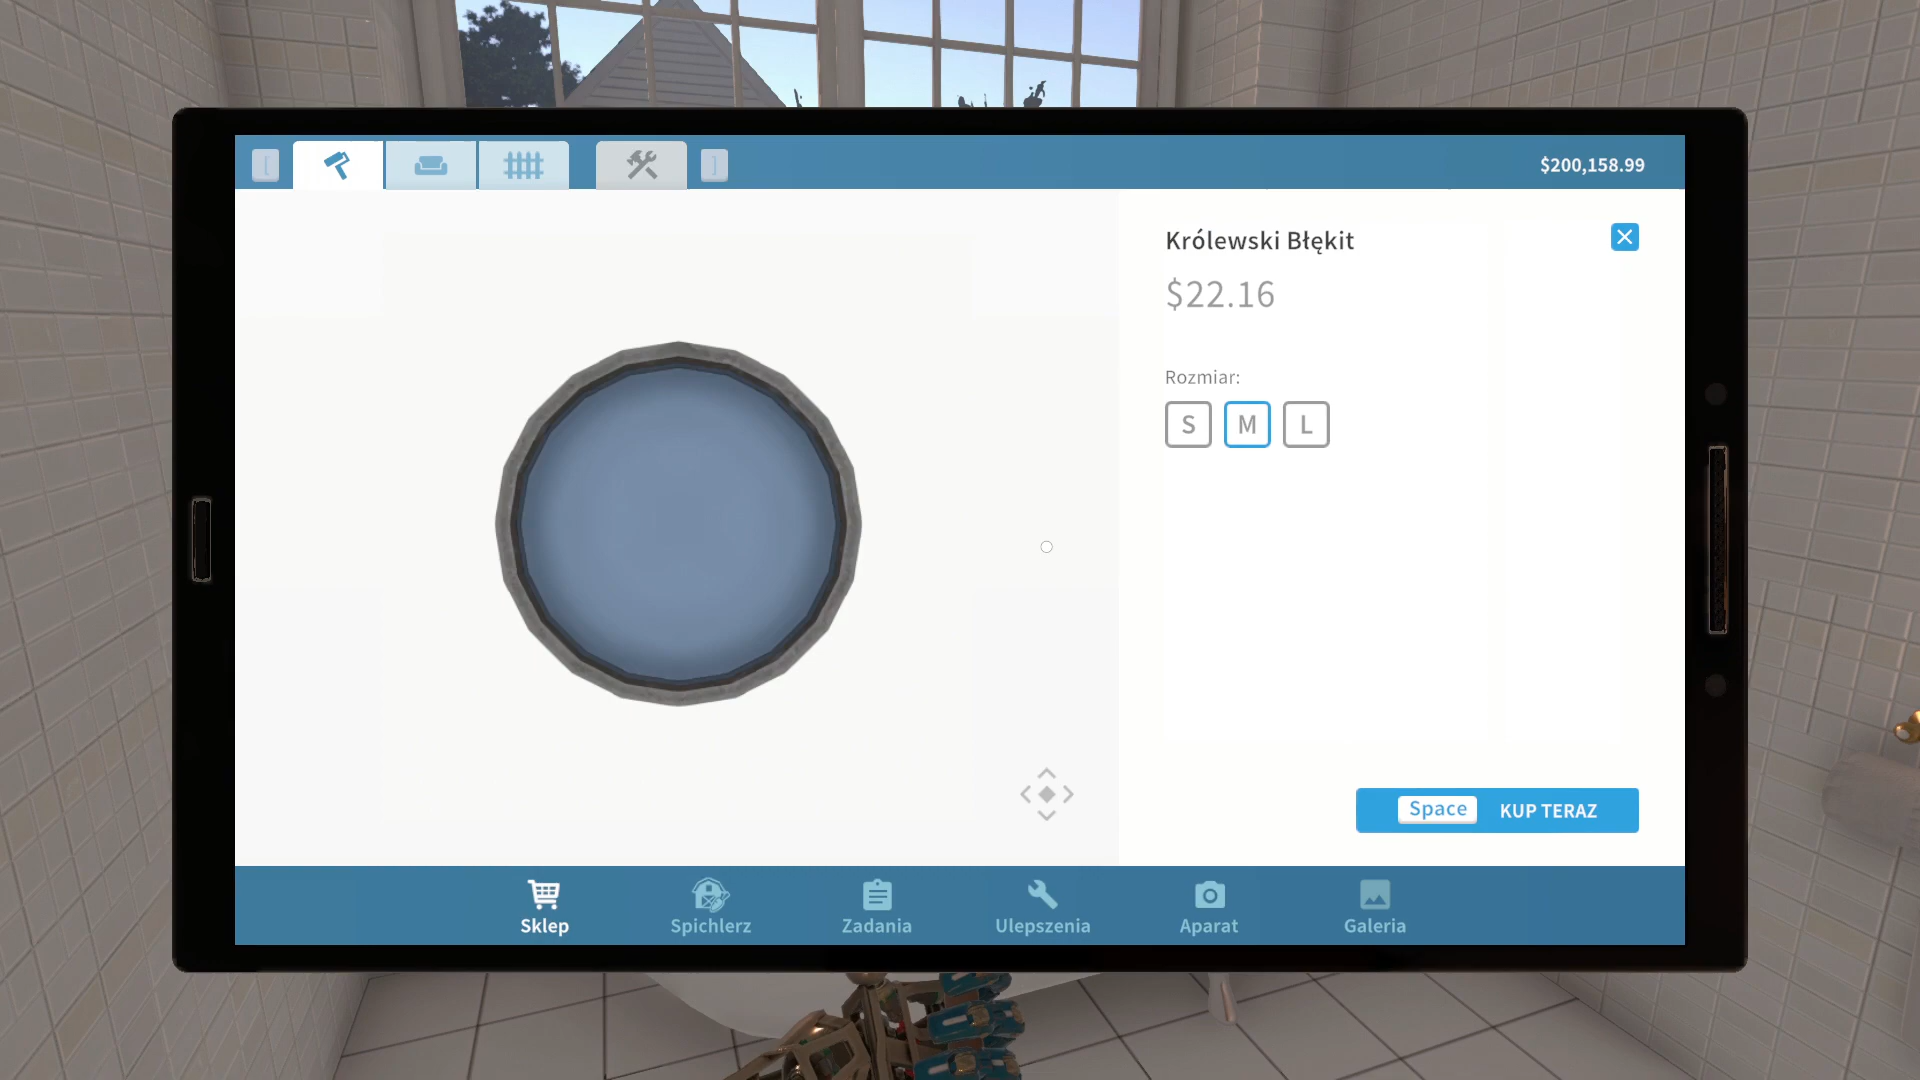 [
]
$200,158.99
Królewski Błękit
$22.16
Rozmiar:
S M L
Space KUP TERAZ
Sklep Spichlerz Zadania Ulepszenia Aparat Galeria